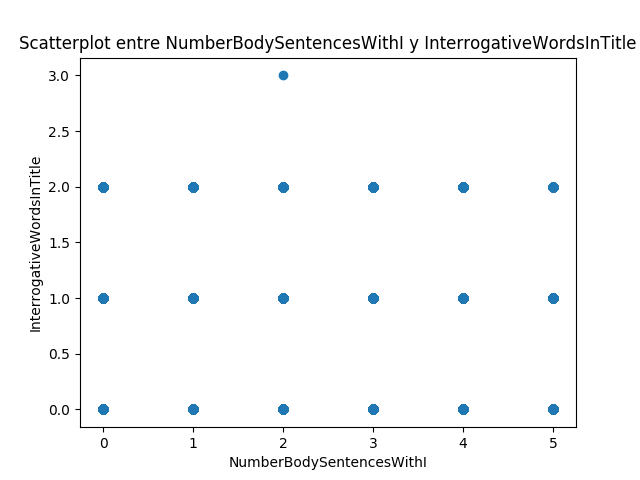 Scatterplot entre NumberBodySentencesWithI y InterrogativeWordsInTitle
3.0
2.5
2.0
1.5
1.0
0.5
0.0
InterrogativeWordsInTitle
0 1 2 3 4 5
NumberBodySentencesWithI